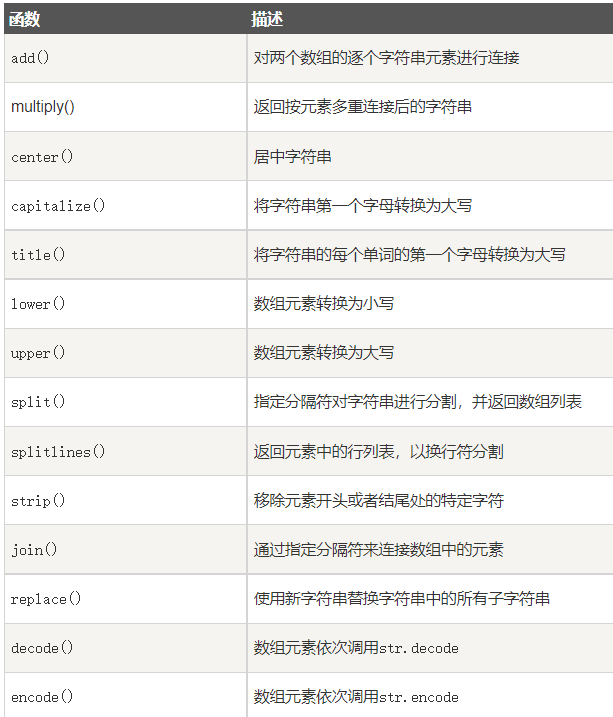 函数 描述
add() 对两个数组的逐个字符串元素进行连接
multiply() 返回按元素多重连接后的字符串
center() 居中字符串
capitalize() 将字符串第一个字母转换为大写
title() 将字符串的每个单词的第一个字母转换为大写
lower() 数组元素转换为小写
upper() 数组元素转换为大写
split() 指定分隔符对字符串进行分割，并返回数组列表
splitlines() 返回元素中的行列表，以换行符分割
strip() 移除元素开头或者结尾处的特定字符
join() 通过指定分隔符来连接数组中的元素
replace() 使用新字符串替换字符串中的所有子字符串
decode() 数组元素依次调用str.decode
encode() 数组元素依次调用str.encode